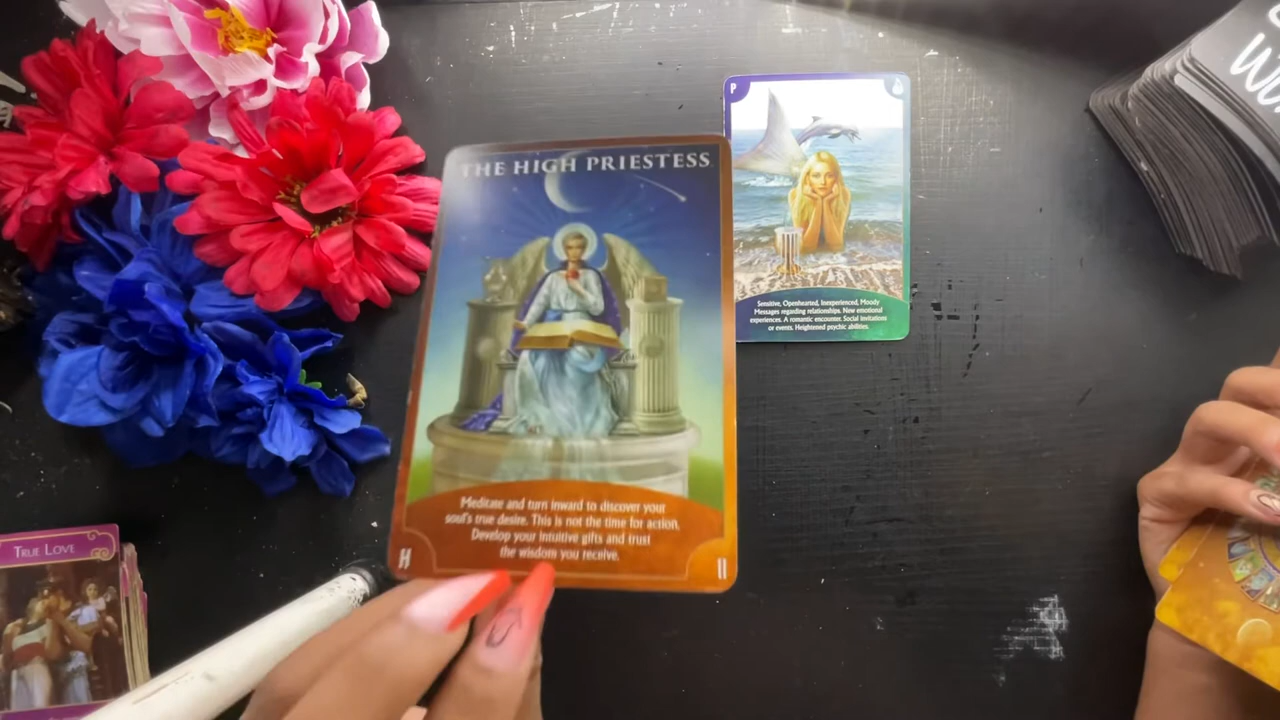 THE HIGH PRIESTESS
Meditate and turn inward to discover your
soul's true desire. This is not the time for action.
Develop your intuitive gifts and trust
the wisdom you receive.
H
II
P
Sensitive, Openhearted, Inexperienced, Moody
Messages regarding relationships. New emotional
experiences. A romantic encounter. Social invitations
or events. Heightened psychic abilities.
TRUE LOVE